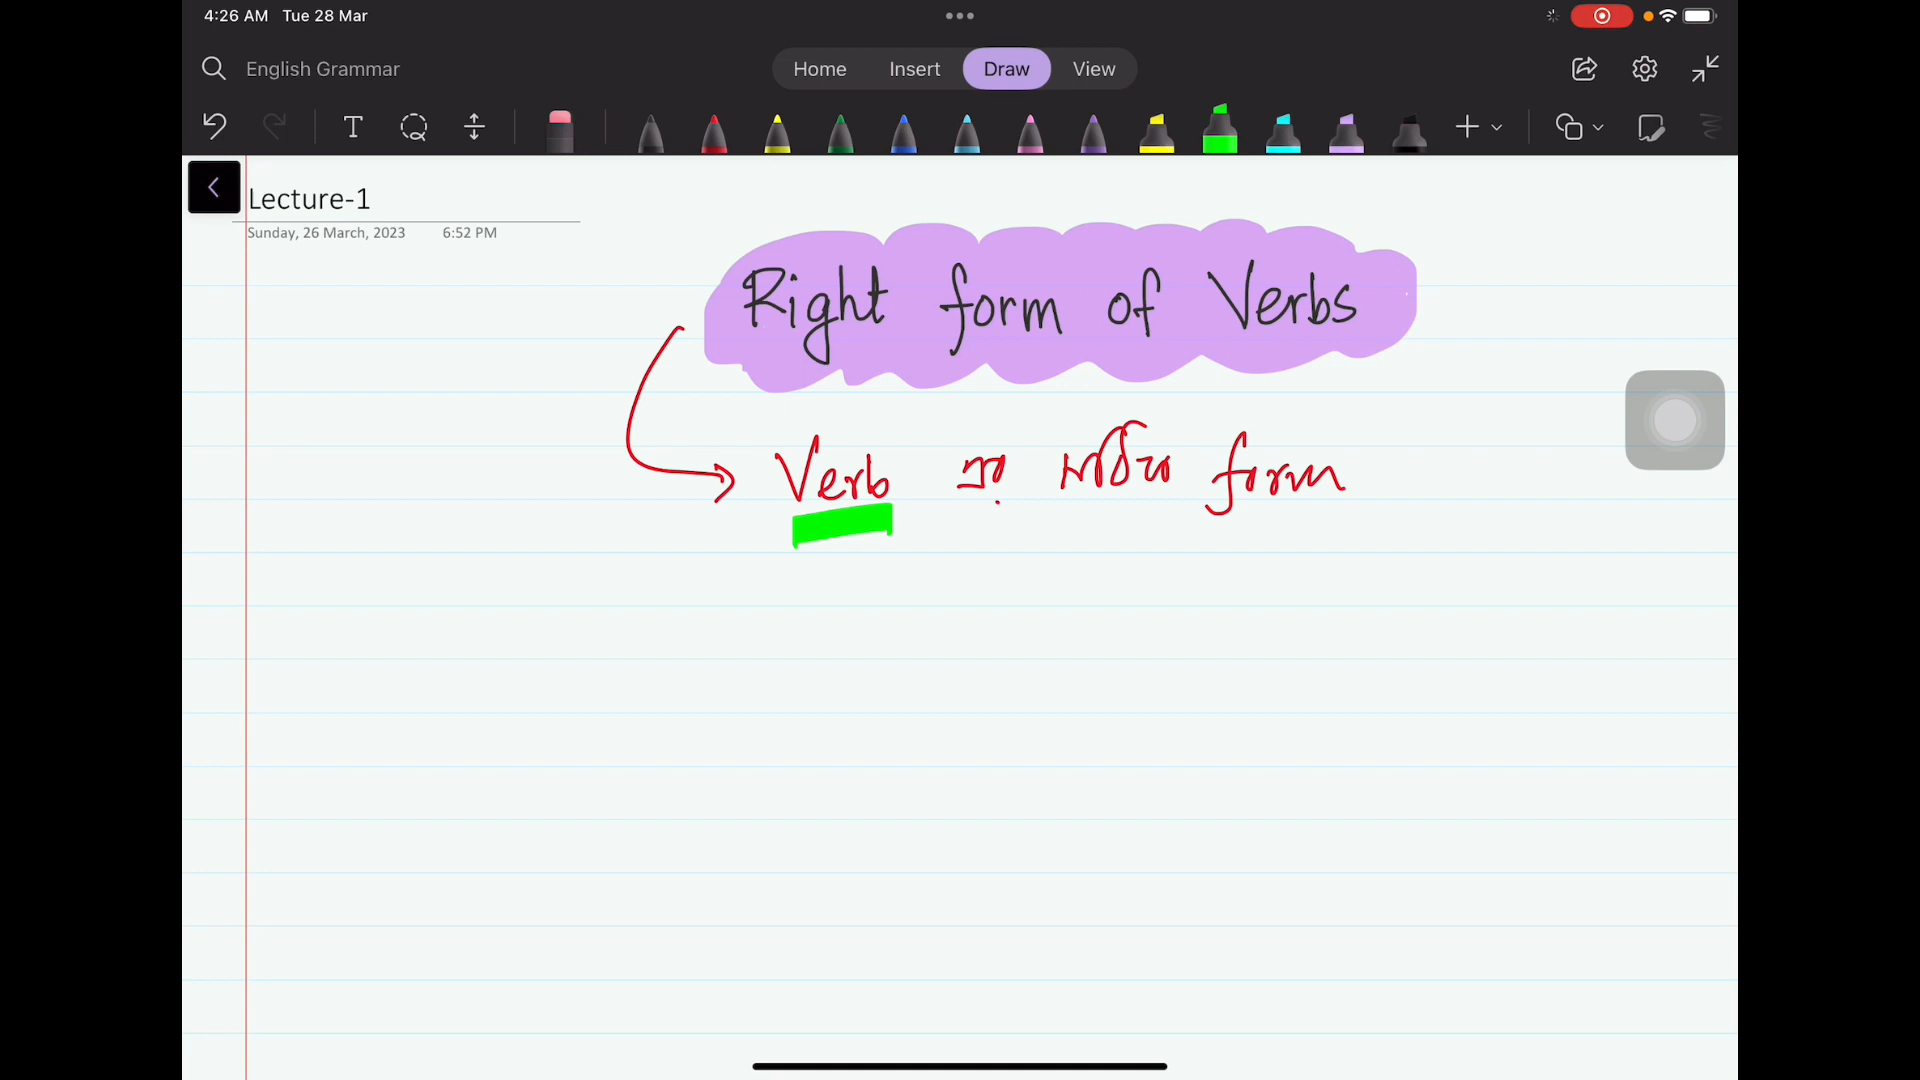 4:26 AM Tue 28 Mar
English Grammar
Home Insert Draw View
T
Lecture-1
Sunday, 26 March, 2023 6:52 PM
Right form of Verbs
Verb এর সঠিক form